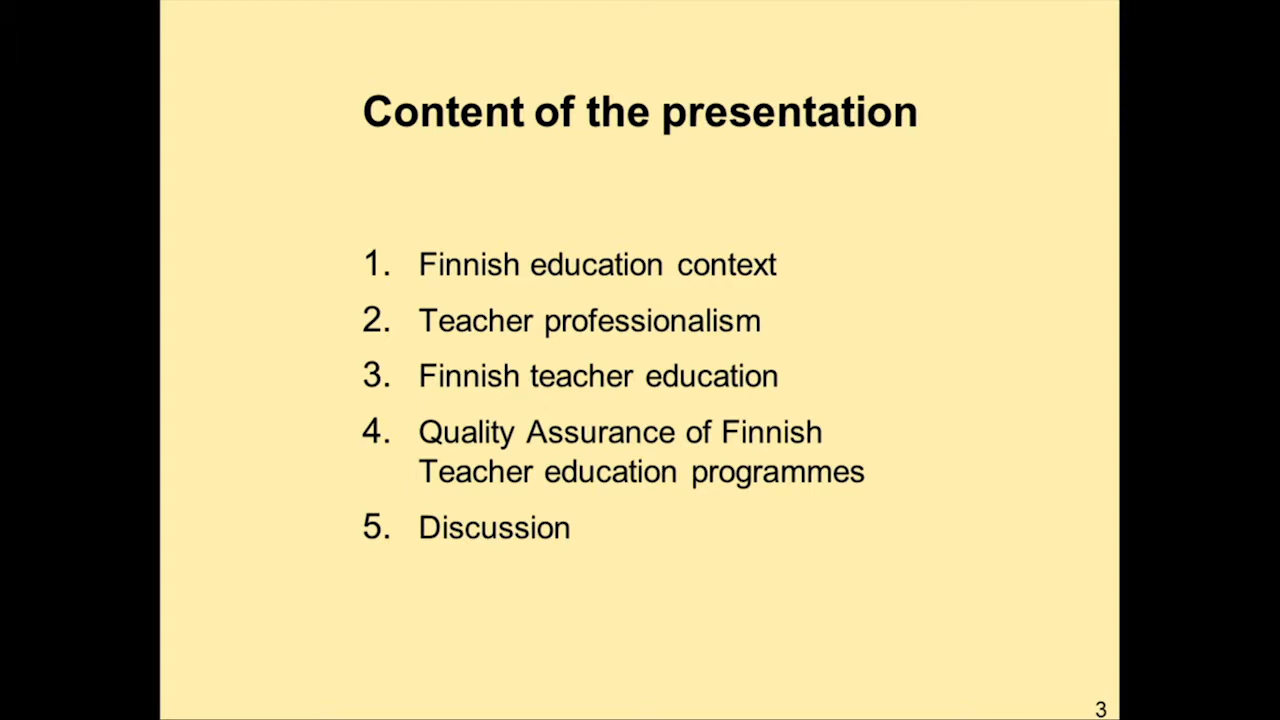 Content of the presentation
1. Finnish education context
2. Teacher professionalism
3. Finnish teacher education
4. Quality Assurance of Finnish
Teacher education programmes
5. Discussion
3